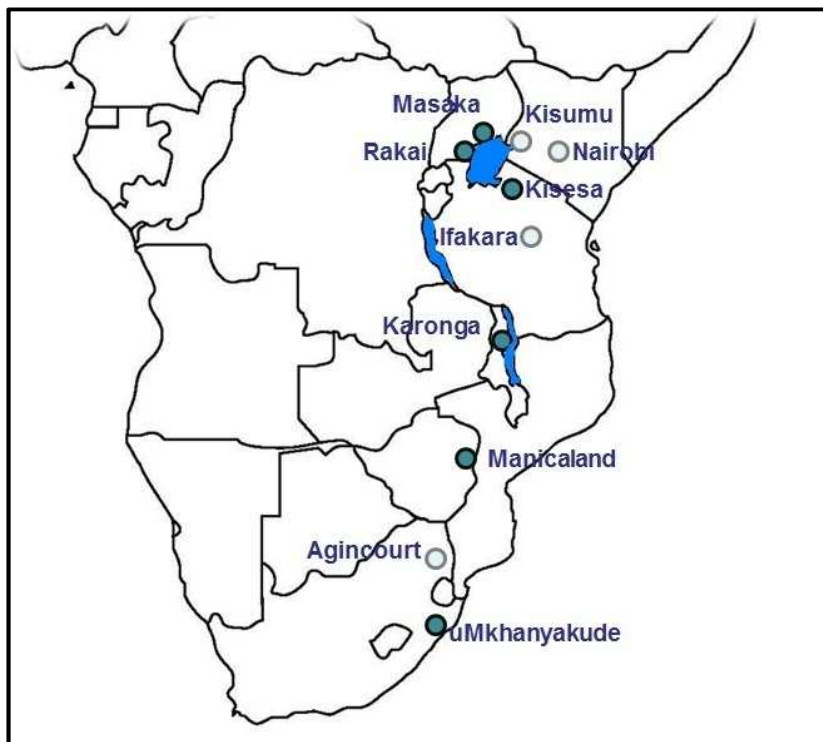 Masaka
Kisumu
Rakai
Nairobi
Kisesa
Ifakara
Karonga
Manicaland
Agincourt
uMkhanyakude